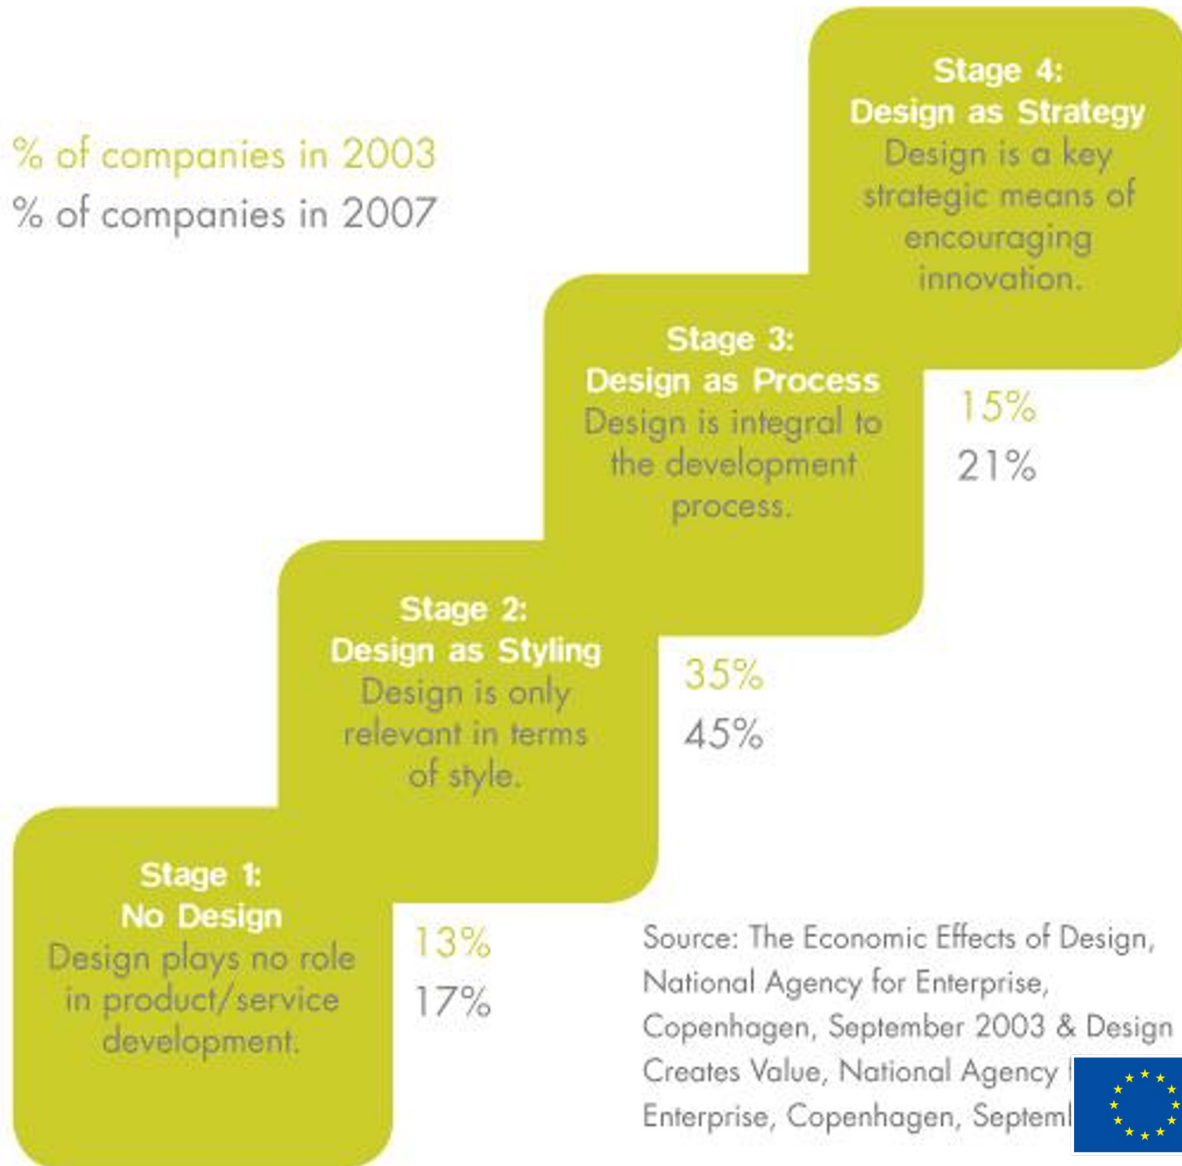 % of companies in 2003
% of companies in 2007
Stage 4:
Design as Strategy
Design is a key
strategic means of
encouraging
innovation.
15%
21%
Stage 3:
Design as Process
Design is integral to
the development
process.
35%
45%
Stage 2:
Design as Styling
Design is only
relevant in terms
of style.
13%
17%
Stage 1:
No Design
Design plays no role
in product/service
development.
Source: The Economic Effects of Design,
National Agency for Enterprise,
Copenhagen, September 2003 & Design
Creates Value, National Agency
Enterprise, Copenhagen,